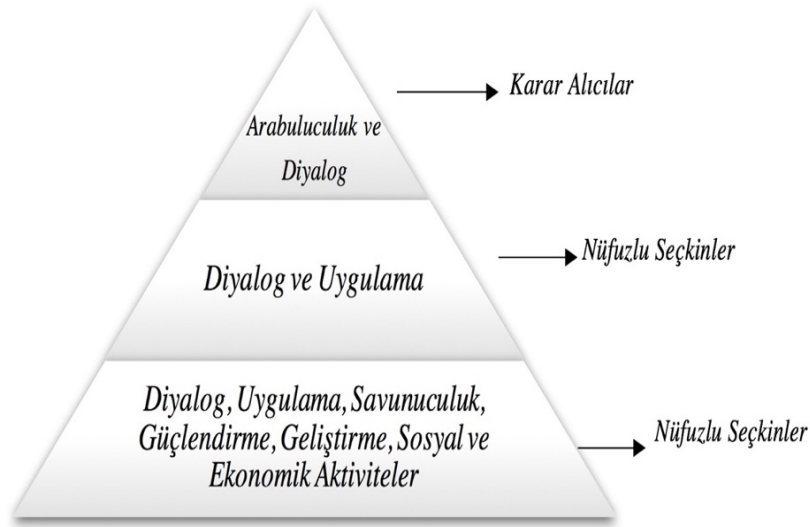 Karar Alıcılar
Arabuluculuk ve
Diyalog
Nüfuzlu Seçkinler
Diyalog ve Uygulama
Diyalog, Uygulama, Savunuculuk,
Güçlendirme, Geliştirme, Sosyal ve
Ekonomik Aktiviteler
Nüfuzlu Seçkinler